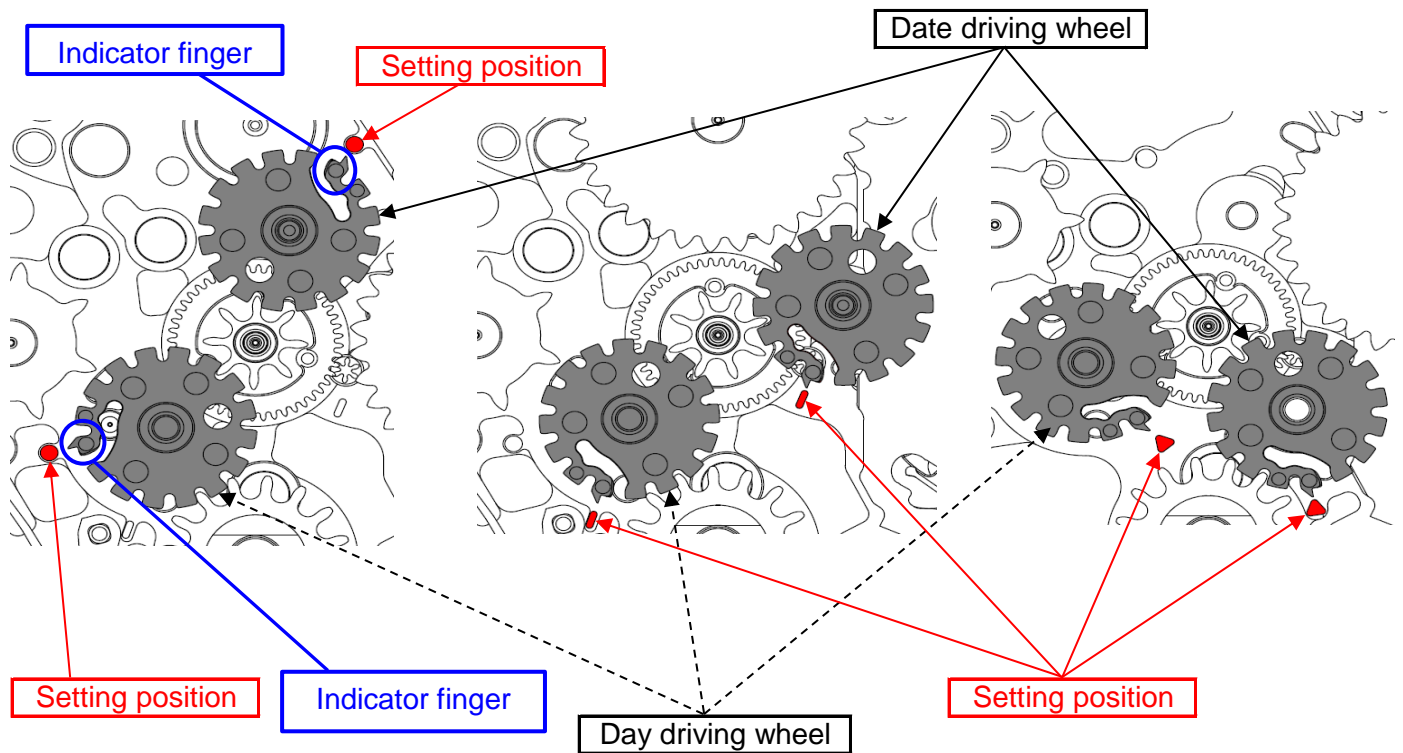 Date driving wheel
Indicator finger
Setting position
Setting position
Indicator finger
Setting position
Day driving wheel